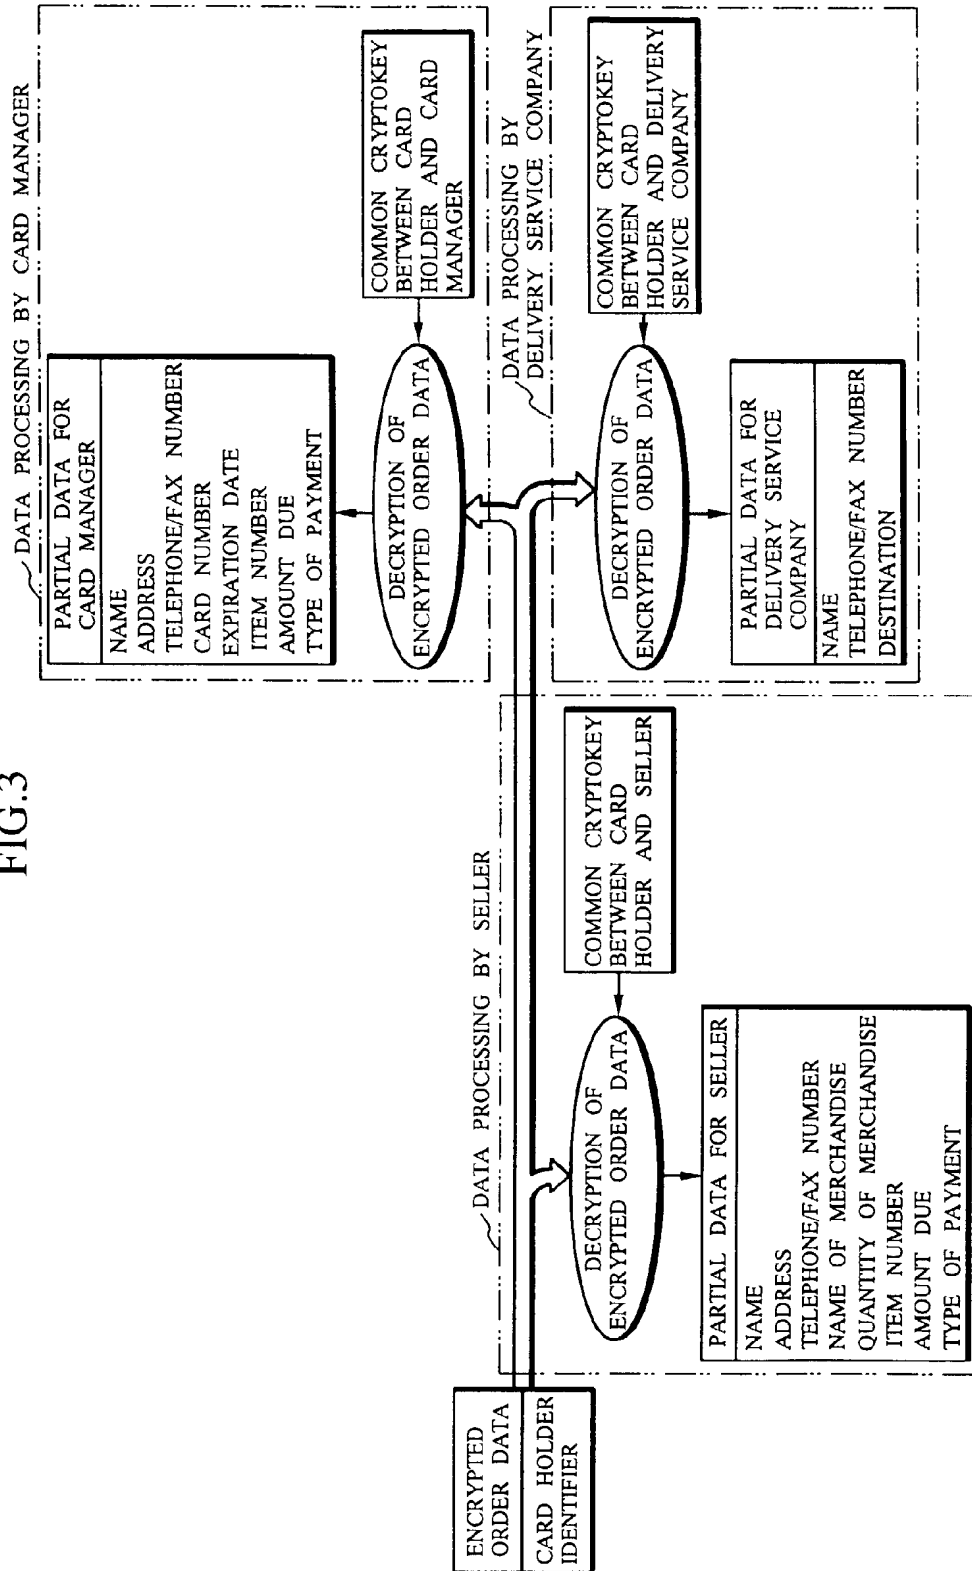 FIG.3
ENCRYPTED
ORDER DATA
CARD HOLDER
IDENTIFIER
DATA PROCESSING BY SELLER
DECRYPTION OF
ENCRYPTED ORDER DATA
COMMON CRYPTOKEY
BETWEEN CARD
HOLDER AND SELLER
PARTIAL DATA FOR SELLER
NAME
ADDRESS
TELEPHONE/FAX NUMBER
NAME OF MERCHANDISE
QUANTITY OF MERCHANDISE
ITEM NUMBER
AMOUNT DUE
TYPE OF PAYMENT
DATA PROCESSING BY CARD MANAGER
PARTIAL DATA FOR
CARD MANAGER
NAME
ADDRESS
TELEPHONE/FAX NUMBER
CARD NUMBER
EXPIRATION DATE
ITEM NUMBER
AMOUNT DUE
TYPE OF PAYMENT
DECRYPTION OF
ENCRYPTED ORDER DATA
COMMON CRYPTOKEY
BETWEEN CARD
HOLDER AND CARD
MANAGER
DATA PROCESSING BY
DELIVERY SERVICE COMPANY
DECRYPTION OF
ENCRYPTED ORDER DATA
COMMON CRYPTOKEY
BETWEEN CARD
HOLDER AND DELIVERY
SERVICE COMPANY
PARTIAL DATA FOR
DELIVERY SERVICE
COMPANY
NAME
TELEPHONE/FAX NUMBER
DESTINATION